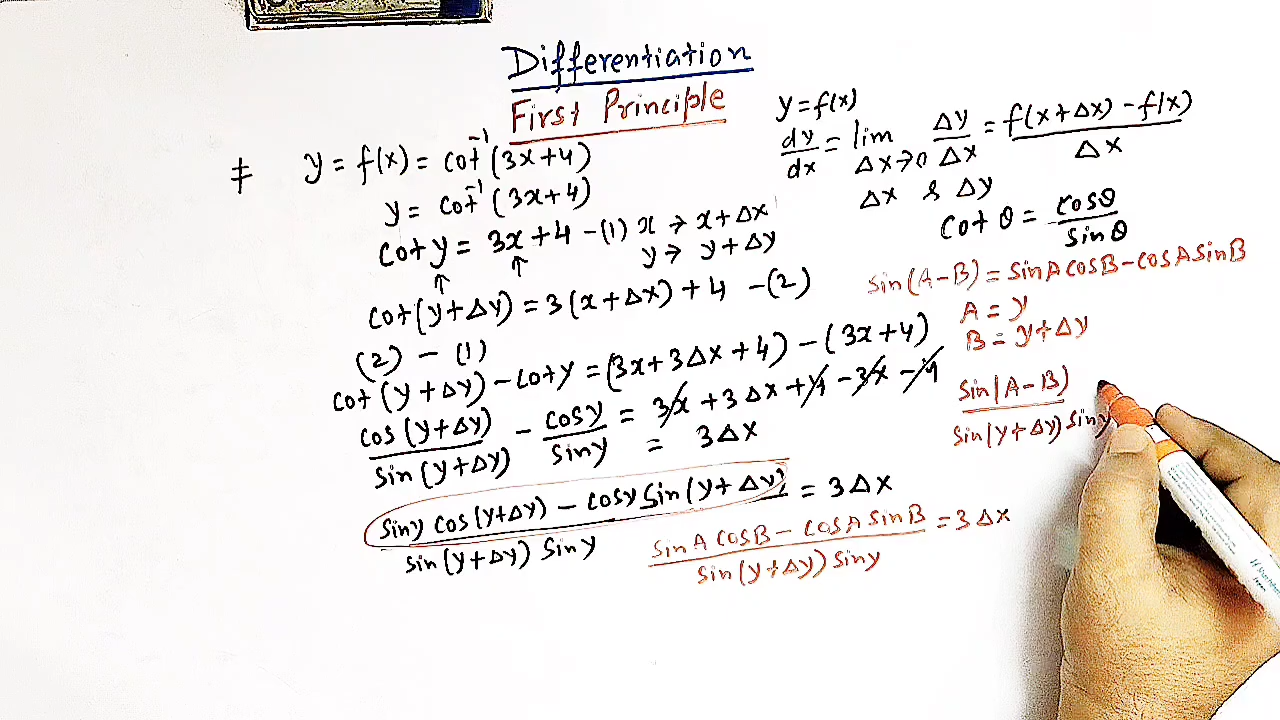 Differentiation
First Principle
y = f(x) = cot⁻¹(3x+4)
y = cot⁻¹(3x+4)
cot y = 3x+4 -(1) x → x+Δx
y → y+Δy
↑ ↑
cot(y+Δy) = 3(x+Δx)+4 -(2)
(2) - (1)
cot(y+Δy) - cot y = (3x+3Δx+4) - (3x+4)
cos(y+Δy)/sin(y+Δy) - cosy/siny = 3x+3Δx+4-3x-4
= 3Δx
siny cos(y+Δy) - cosy sin(y+Δy) / sin(y+Δy) siny = 3Δx
sinA cosB - cosA sinB / sin(y+Δy) siny = 3Δx
y = f(x)
dy/dx = lim Δx→0 Δy/Δx = f(x+Δx) - f(x) / Δx
Δx & Δy
cot θ = cosθ/sinθ
sin(A-B) = sinA cosB - cosA sinB
A = y
B = y+Δy
sin(A-B) / sin(y+Δy) siny